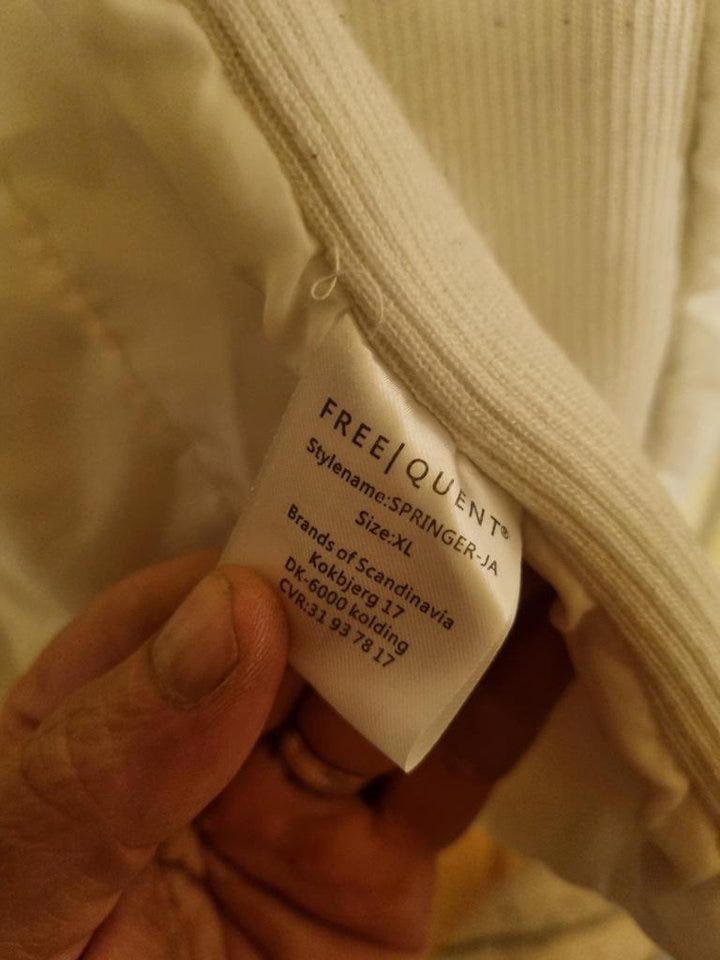 FREE|QUENT®
Stylename:SPRINGER-JA
Size:XL
Brands of Scandinavia
Kokbjerg 17
DK-6000 kolding
CVR:31 93 78 17